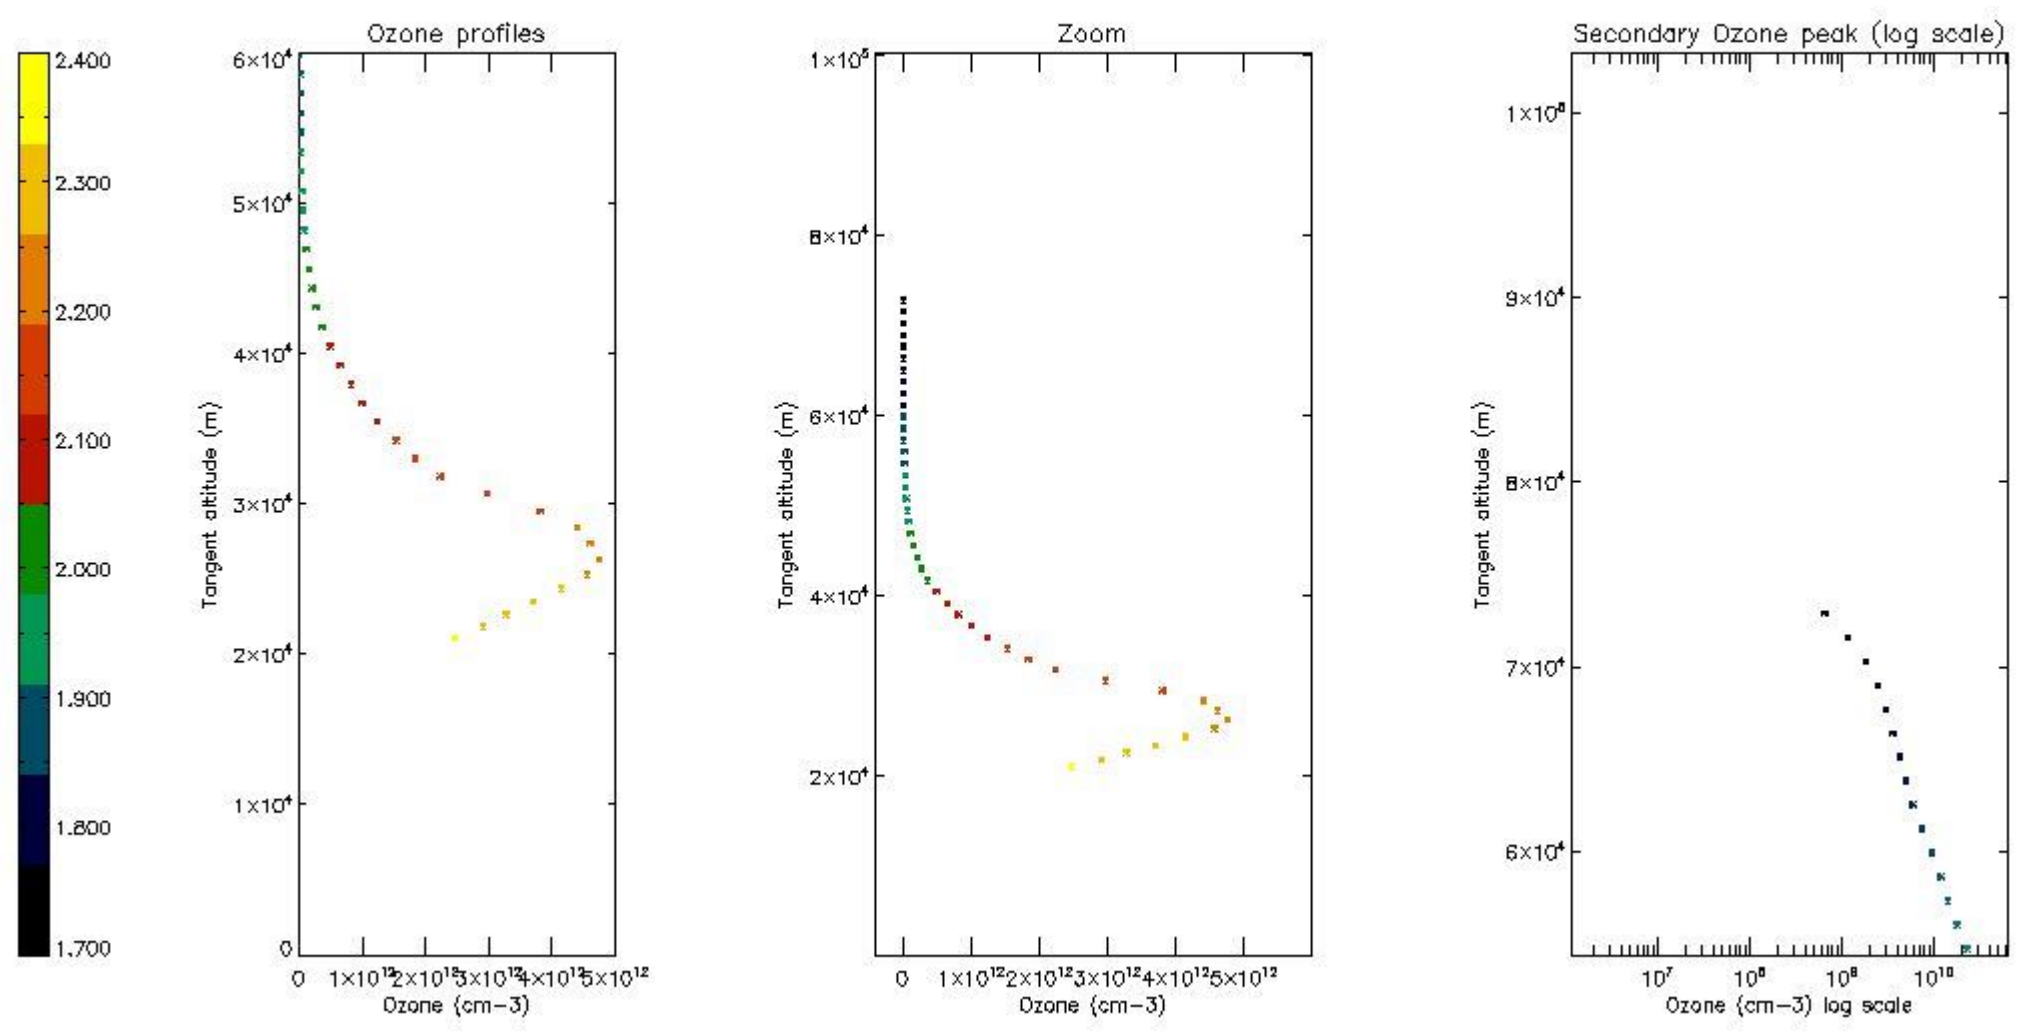 Ozone profiles
Zoom
Secondary Ozone peak (log scale)
2.400
2.300
2.200
2.100
2.000
1.900
1.800
1.700
Tangent altitude (m)
6×10⁴
5×10⁴
4×10⁴
3×10⁴
2×10⁴
1×10⁴
0
0 1×10¹² 2×10¹² 3×10¹² 4×10¹² 5×10¹²
Ozone (cm-3)
Tangent altitude (m)
1×10⁵
8×10⁴
6×10⁴
4×10⁴
2×10⁴
0 1×10¹² 2×10¹² 3×10¹² 4×10¹² 5×10¹²
Ozone (cm-3)
Tangent altitude (m)
1×10⁵
9×10⁴
8×10⁴
7×10⁴
6×10⁴
10⁷ 10⁸ 10⁹ 10¹⁰
Ozone (cm-3) log scale